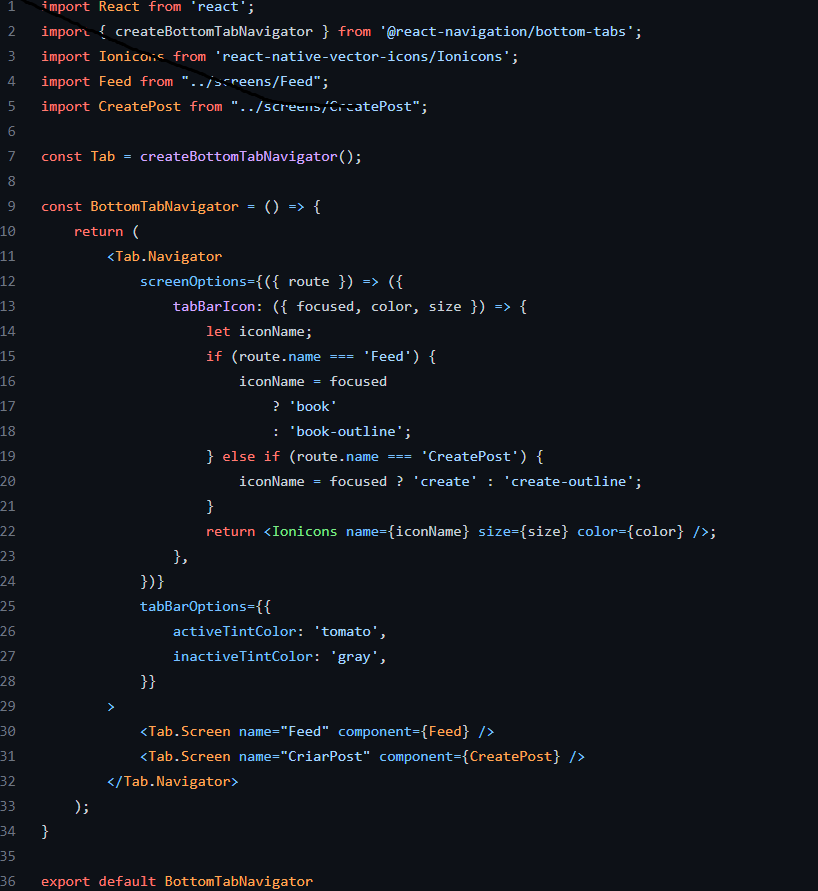 1 import React from 'react';
2 import { createBottomTabNavigator } from '@react-navigation/bottom-tabs';
3 import Ionicons from 'react-native-vector-icons/Ionicons';
4 import Feed from "../screens/Feed";
5 import CreatePost from "../screens/CreatePost";
6
7 const Tab = createBottomTabNavigator();
8
9 const BottomTabNavigator = () => {
10     return (
11         <Tab.Navigator
12             screenOptions={({ route }) => ({
13                 tabBarIcon: ({ focused, color, size }) => {
14                     let iconName;
15                     if (route.name === 'Feed') {
16                         iconName = focused
17                             ? 'book'
18                             : 'book-outline';
19                     } else if (route.name === 'CreatePost') {
20                         iconName = focused ? 'create' : 'create-outline';
21                     }
22                     return <Ionicons name={iconName} size={size} color={color} />;
23                 },
24             })}
25             tabBarOptions={{
26                 activeTintColor: 'tomato',
27                 inactiveTintColor: 'gray',
28             }}
29         >
30             <Tab.Screen name="Feed" component={Feed} />
31             <Tab.Screen name="CriarPost" component={CreatePost} />
32         </Tab.Navigator>
33     );
34 }
35
36 export default BottomTabNavigator